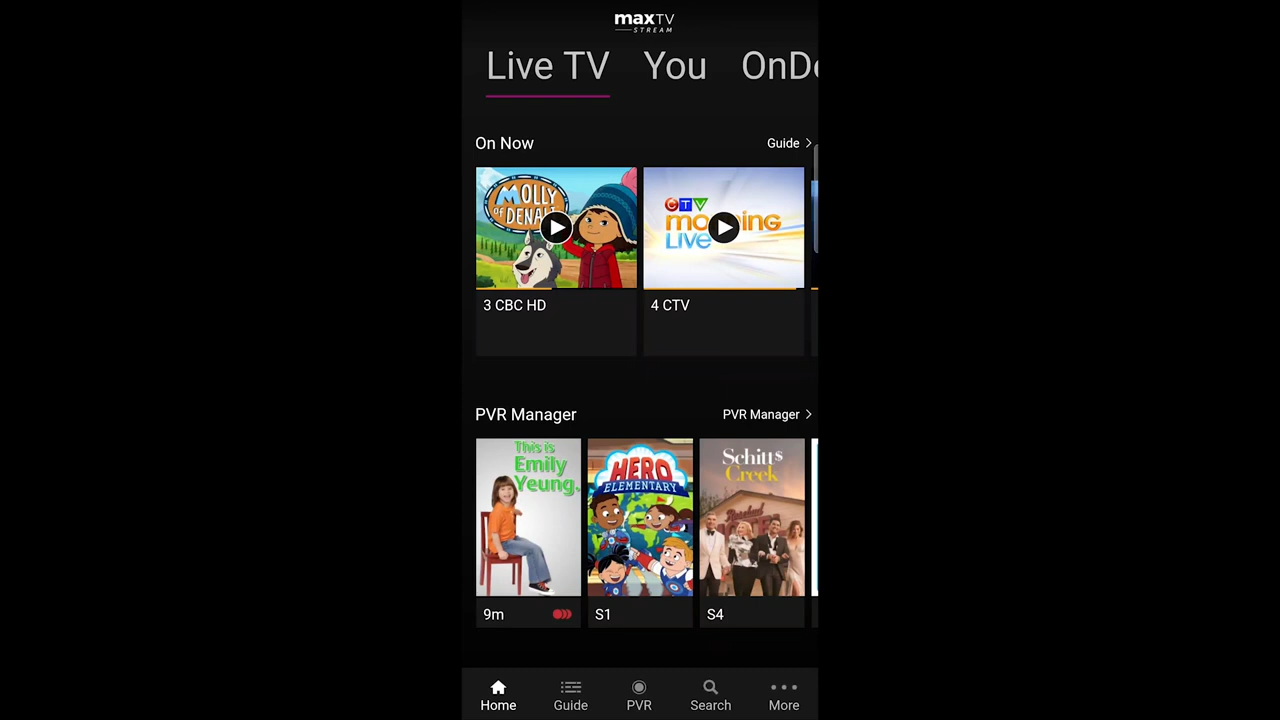 maxTV
STREAM
Live TV You OnDe
On Now Guide
MOLLY
OF DENALI
CTV
morning
LIVE
3 CBC HD 4 CTV
PVR Manager PVR Manager
This is
Emily
Yeung.
HERO
ELEMENTARY
Schitt$
Creek
9m S1 S4
Home Guide PVR Search More